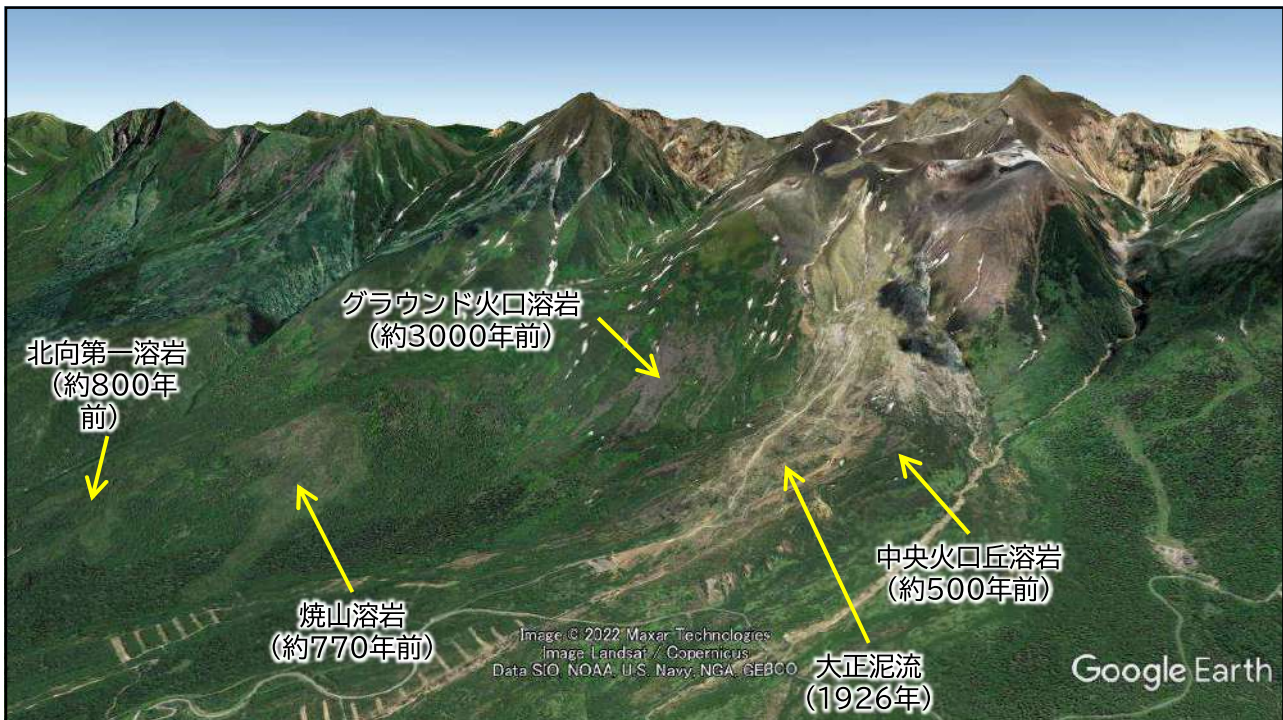 グラウンド火口溶岩
(約3000年前)
北向第一溶岩
(約800年
前)
中央火口丘溶岩
(約500年前)
焼山溶岩
(約770年前)
大正泥流
(1926年)
Image © 2022 Maxar Technologies
Image Landsat / Copernicus
Data SIO, NOAA, U.S. Navy, NGA, GEBCO
Google Earth